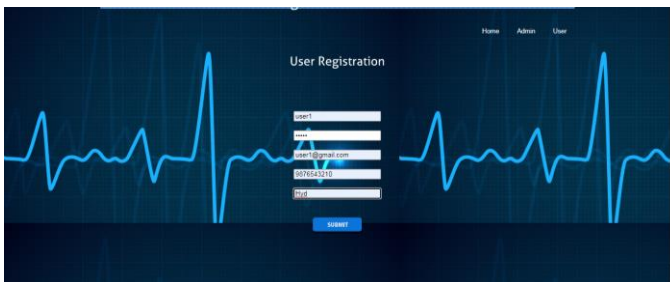 Home Admin User
User Registration
user1
•••••
user1@gmail.com
9876543210
Hyd
SUBMIT